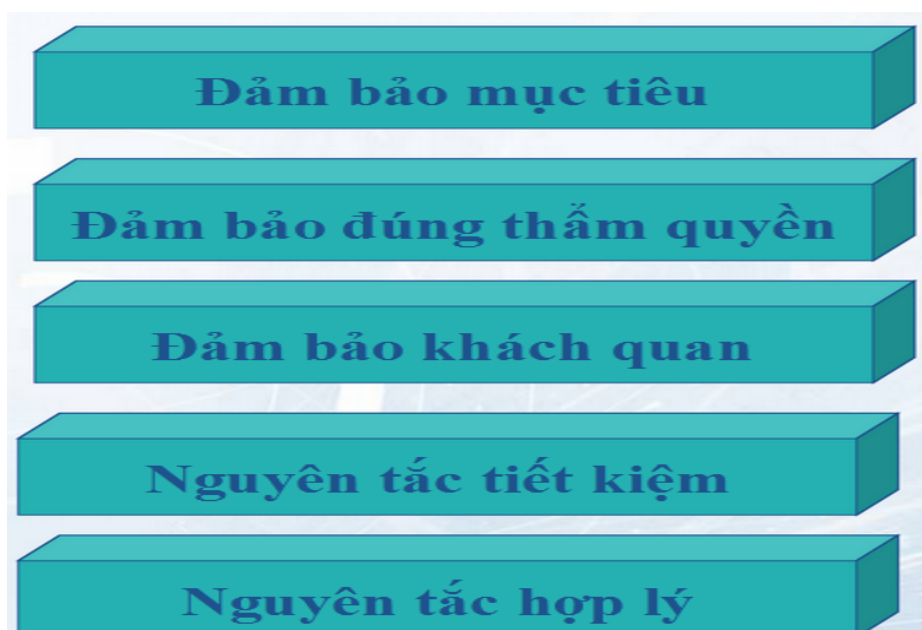 Đảm bảo mục tiêu
Đảm bảo đúng thẩm quyền
Đảm bảo khách quan
Nguyên tắc tiết kiệm
Nguyên tắc hợp lý